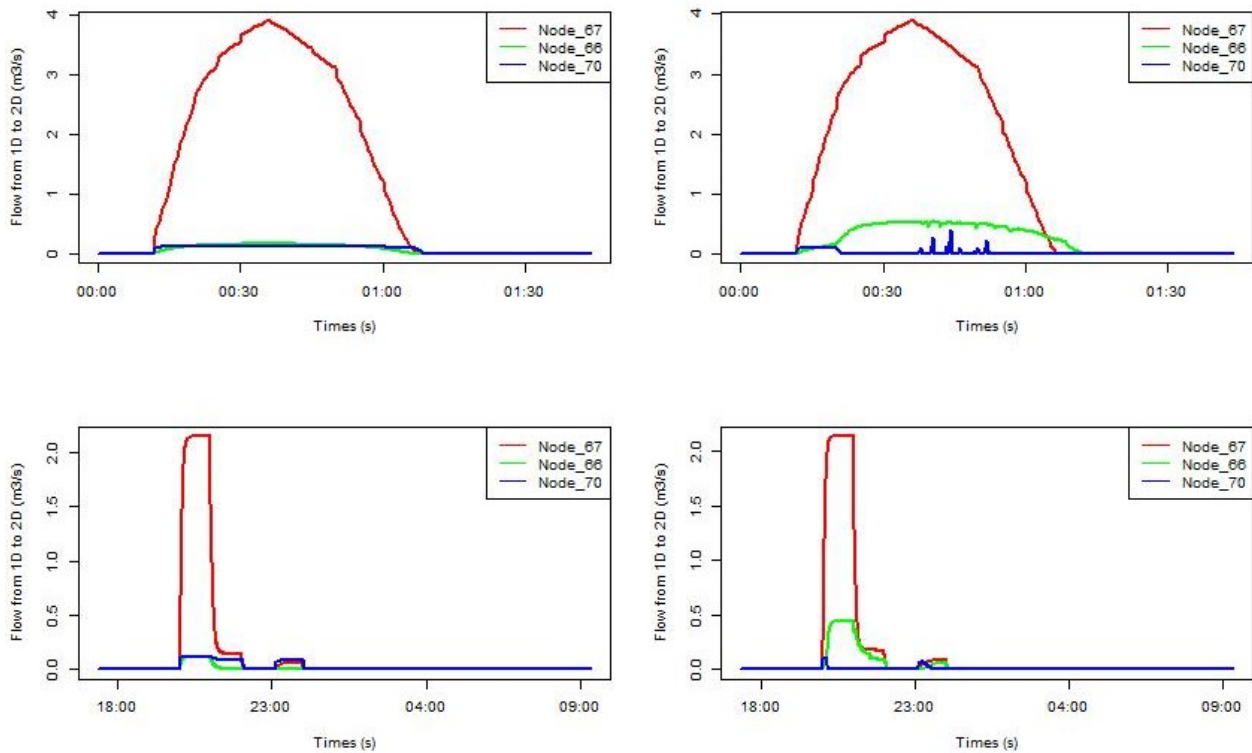 Flow from 1D to 2D (m3/s)
4
3
2
1
0
Node_67
Node_66
Node_70
00:00 00:30 01:00 01:30
Times (s)
Flow from 1D to 2D (m3/s)
4
3
2
1
0
Node_67
Node_66
Node_70
00:00 00:30 01:00 01:30
Times (s)
Flow from 1D to 2D (m3/s)
2.0
1.5
1.0
0.5
0.0
Node_67
Node_66
Node_70
18:00 23:00 04:00 09:00
Times (s)
Flow from 1D to 2D (m3/s)
2.0
1.5
1.0
0.5
0.0
Node_67
Node_66
Node_70
18:00 23:00 04:00 09:00
Times (s)